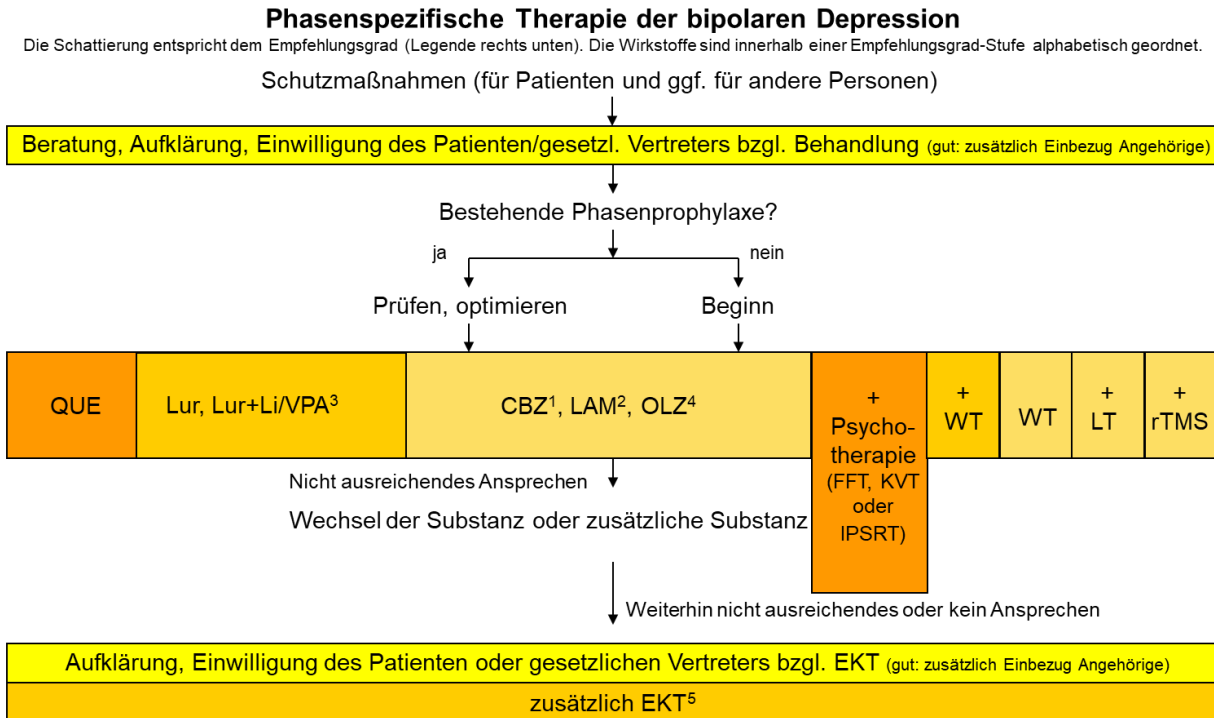 Phasenspezifische Therapie der bipolaren Depression
Die Schattierung entspricht dem Empfehlungsgrad (Legende rechts unten). Die Wirkstoffe sind innerhalb einer Empfehlungsgrad-Stufe alphabetisch geordnet.
Schutzmaßnahmen (für Patienten und ggf. für andere Personen)
Beratung, Aufklärung, Einwilligung des Patienten/gesetzl. Vertreters bzgl. Behandlung (gut: zusätzlich Einbezug Angehörige)
Bestehende Phasenprophylaxe?
ja
nein
Prüfen, optimieren
Beginn
QUE
Lur, Lur+Li/VPA³
CBZ¹, LAM², OLZ⁴
+
Psycho-
therapie
(FFT, KVT
oder
IPSRT)
+
WT
WT
+
LT
+
rTMS
Nicht ausreichendes Ansprechen
Wechsel der Substanz oder zusätzliche Substanz
Weiterhin nicht ausreichendes oder kein Ansprechen
Aufklärung, Einwilligung des Patienten oder gesetzlichen Vertreters bzgl. EKT (gut: zusätzlich Einbezug Angehörige)
zusätzlich EKT⁵